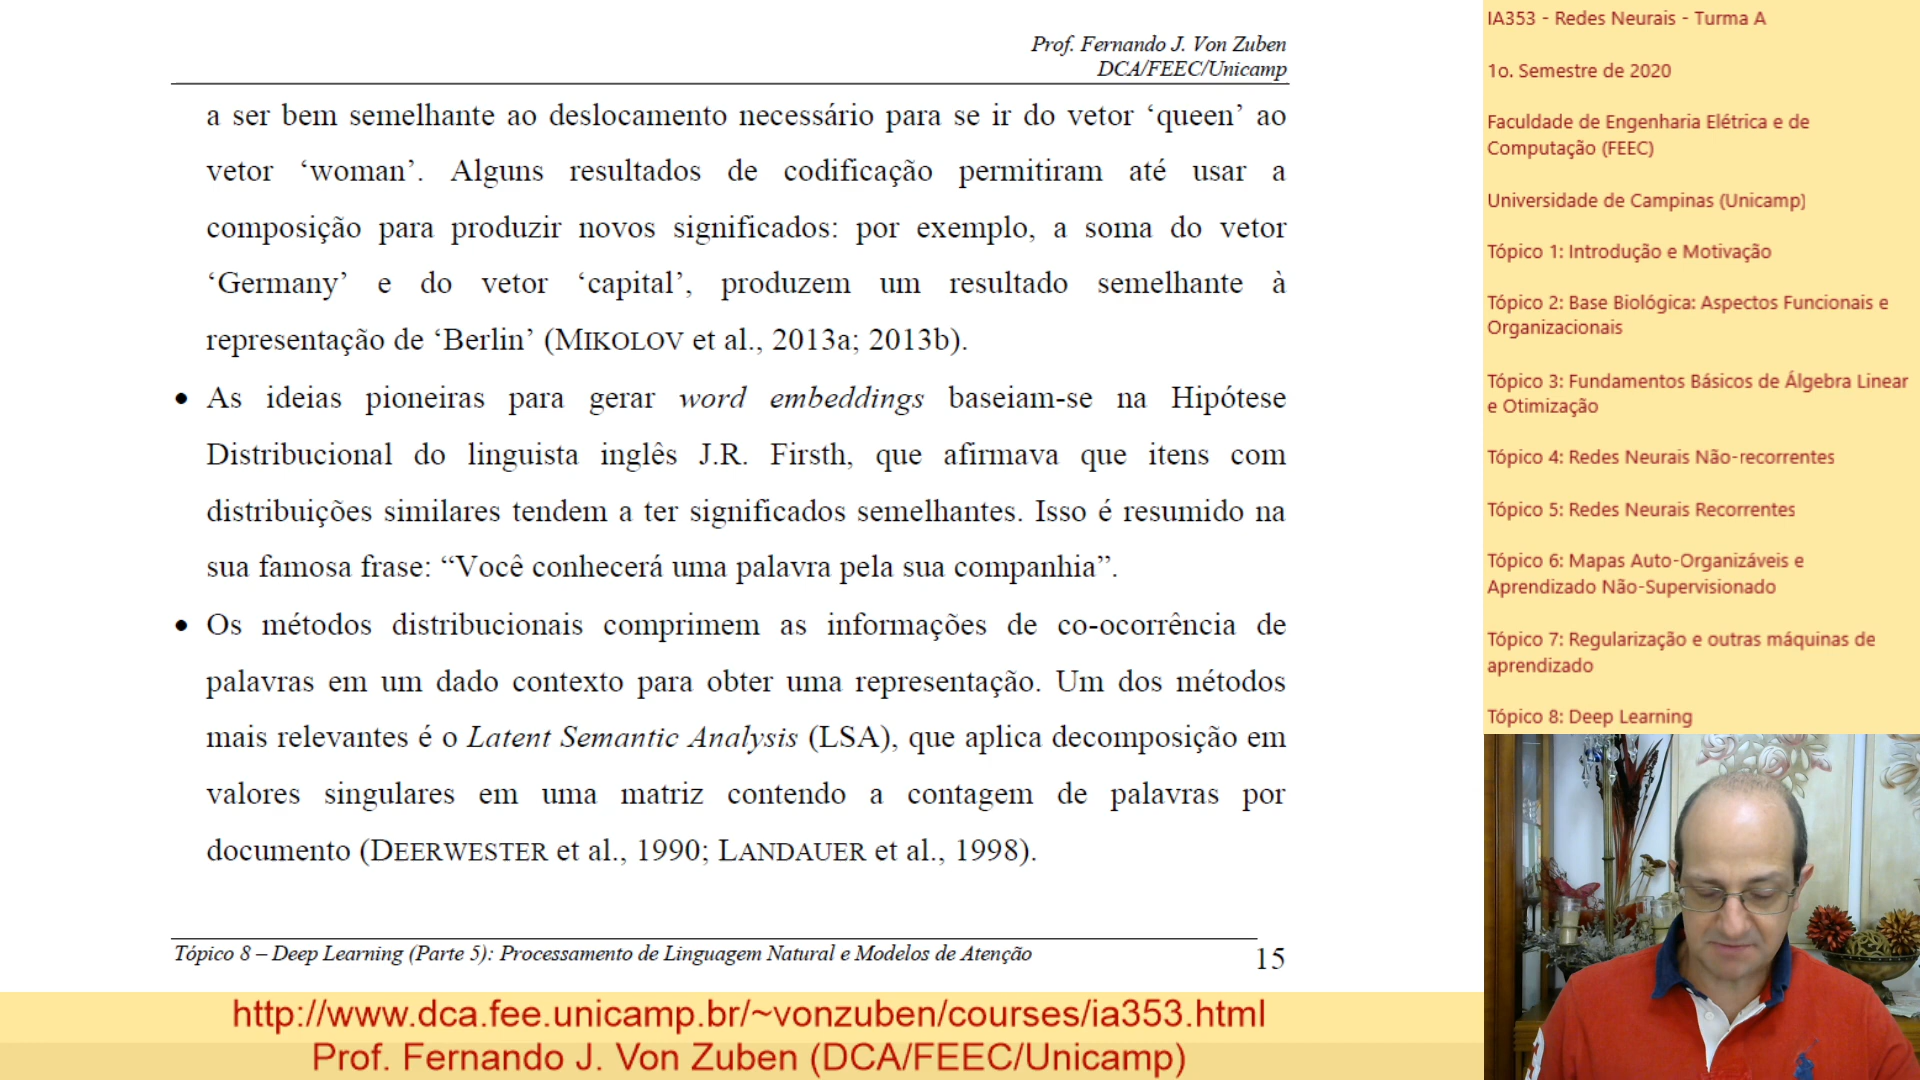 Prof. Fernando J. Von Zuben
DCA/FEEC/Unicamp
a ser bem semelhante ao deslocamento necessário para se ir do vetor ‘queen’ ao
vetor ‘woman’. Alguns resultados de codificação permitiram até usar a
composição para produzir novos significados: por exemplo, a soma do vetor
‘Germany’ e do vetor ‘capital’, produzem um resultado semelhante à
representação de ‘Berlin’ (MIKOLOV et al., 2013a; 2013b).
• As ideias pioneiras para gerar word embeddings baseiam-se na Hipótese
Distribucional do linguista inglês J.R. Firsth, que afirmava que itens com
distribuições similares tendem a ter significados semelhantes. Isso é resumido na
sua famosa frase: “Você conhecerá uma palavra pela sua companhia”.
• Os métodos distribucionais comprimem as informações de co-ocorrência de
palavras em um dado contexto para obter uma representação. Um dos métodos
mais relevantes é o Latent Semantic Analysis (LSA), que aplica decomposição em
valores singulares em uma matriz contendo a contagem de palavras por
documento (DEERWESTER et al., 1990; LANDAUER et al., 1998).
Tópico 8 – Deep Learning (Parte 5): Processamento de Linguagem Natural e Modelos de Atenção
15
http://www.dca.fee.unicamp.br/~vonzuben/courses/ia353.html
Prof. Fernando J. Von Zuben (DCA/FEEC/Unicamp)
IA353 - Redes Neurais - Turma A
1o. Semestre de 2020
Faculdade de Engenharia Elétrica e de
Computação (FEEC)
Universidade de Campinas (Unicamp)
Tópico 1: Introdução e Motivação
Tópico 2: Base Biológica: Aspectos Funcionais e
Organizacionais
Tópico 3: Fundamentos Básicos de Álgebra Linear
e Otimização
Tópico 4: Redes Neurais Não-recorrentes
Tópico 5: Redes Neurais Recorrentes
Tópico 6: Mapas Auto-Organizáveis e
Aprendizado Não-Supervisionado
Tópico 7: Regularização e outras máquinas de
aprendizado
Tópico 8: Deep Learning